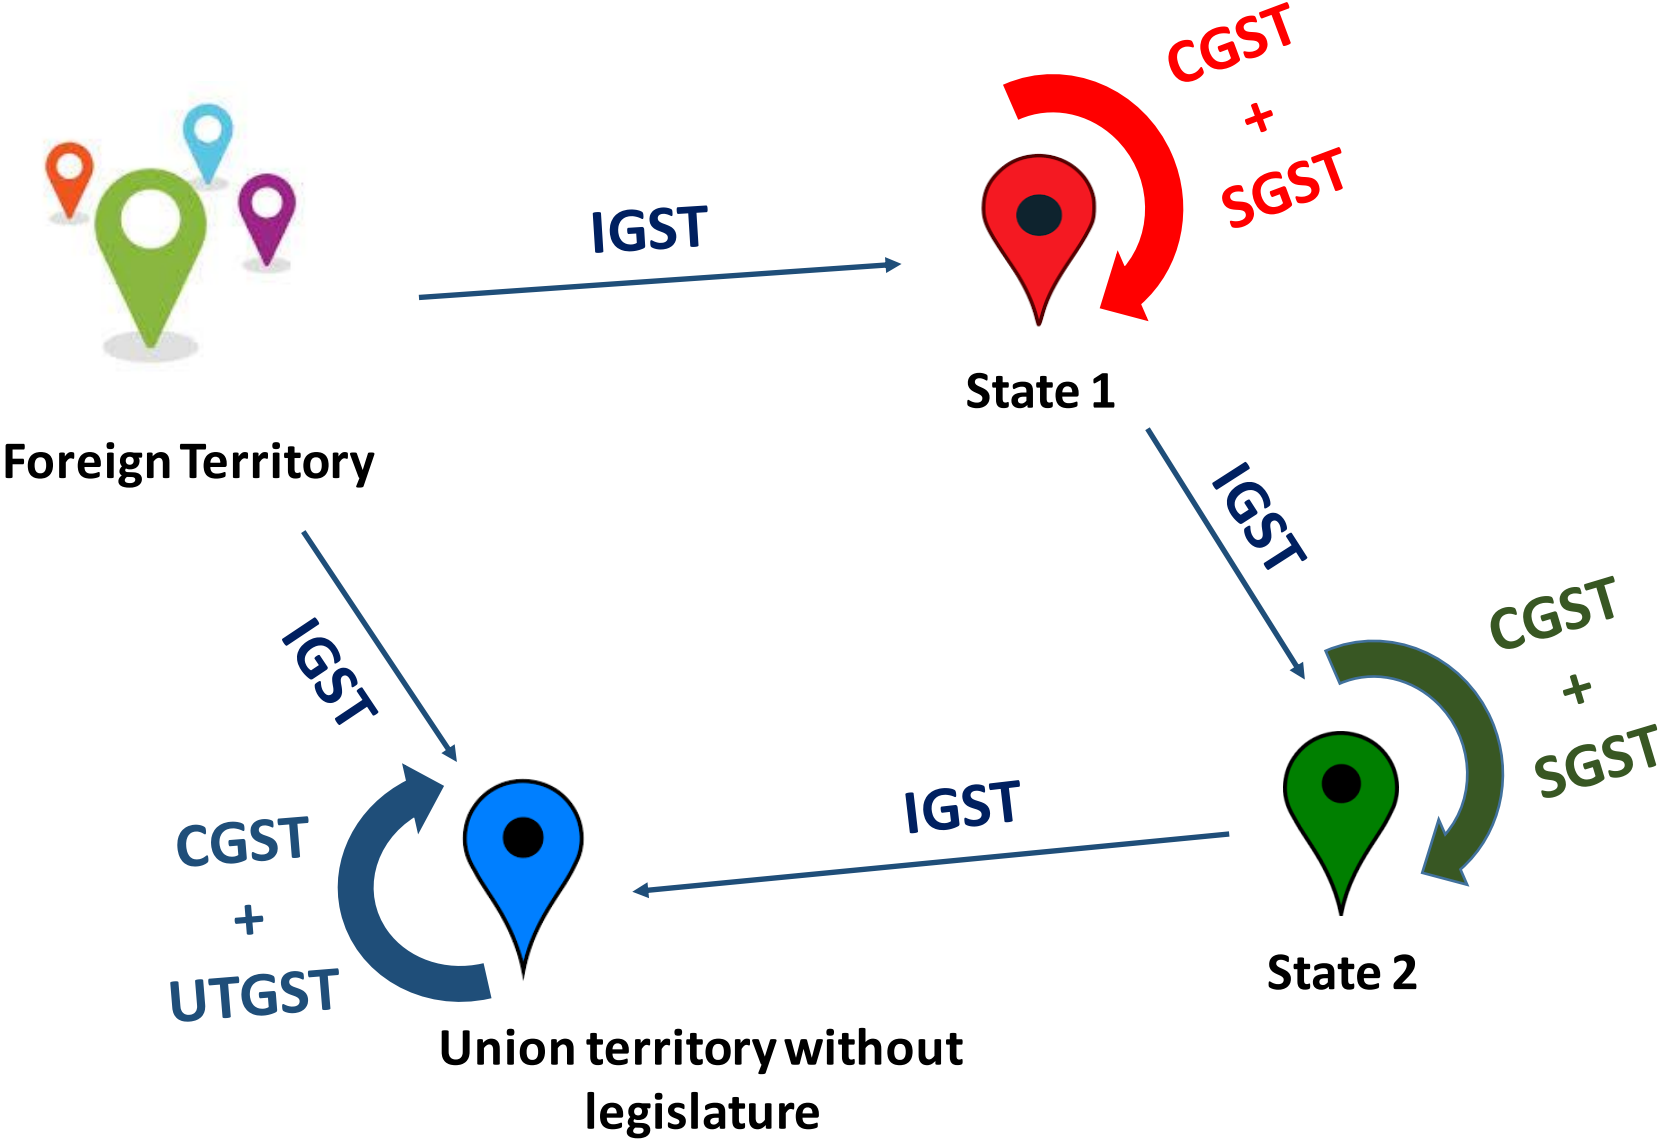 CGST
+
SGST
IGST
State 1
Foreign Territory
IGST
IGST
CGST
+
SGST
IGST
CGST
+
UTGST
State 2
Union territory without
legislature